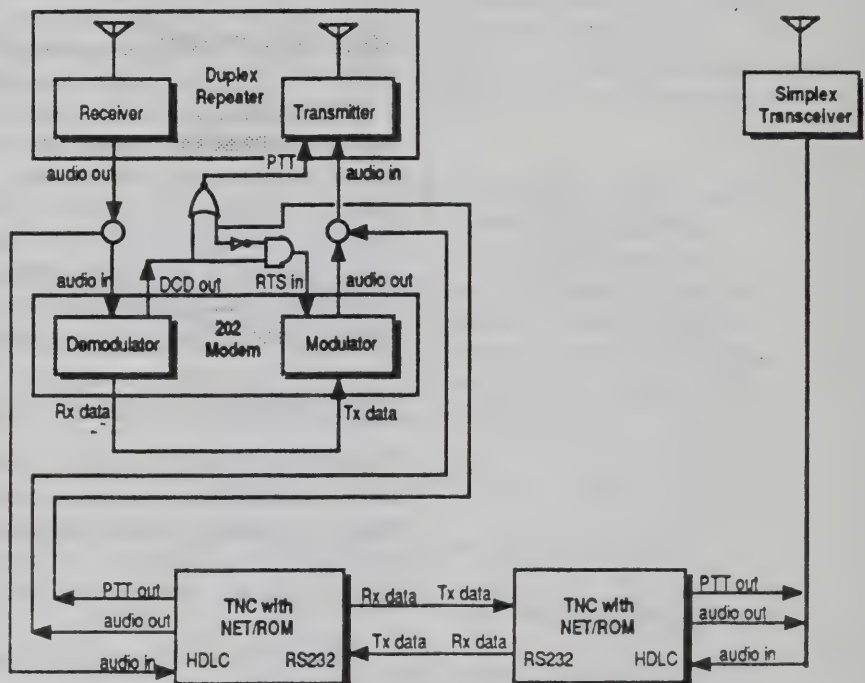 Duplex
Repeater
Receiver
Transmitter
Simplex
Transceiver
PTT
audio out
audio in
audio in
DCD out
RTS in
audio out
202
Modem
Demodulator
Modulator
Rx data
Tx data
PTT out
audio out
audio in
TNC with
NET/ROM
HDLC
RS232
Rx data
Tx data
Tx data
Rx data
TNC with
NET/ROM
RS232
HDLC
PTT out
audio out
audio in